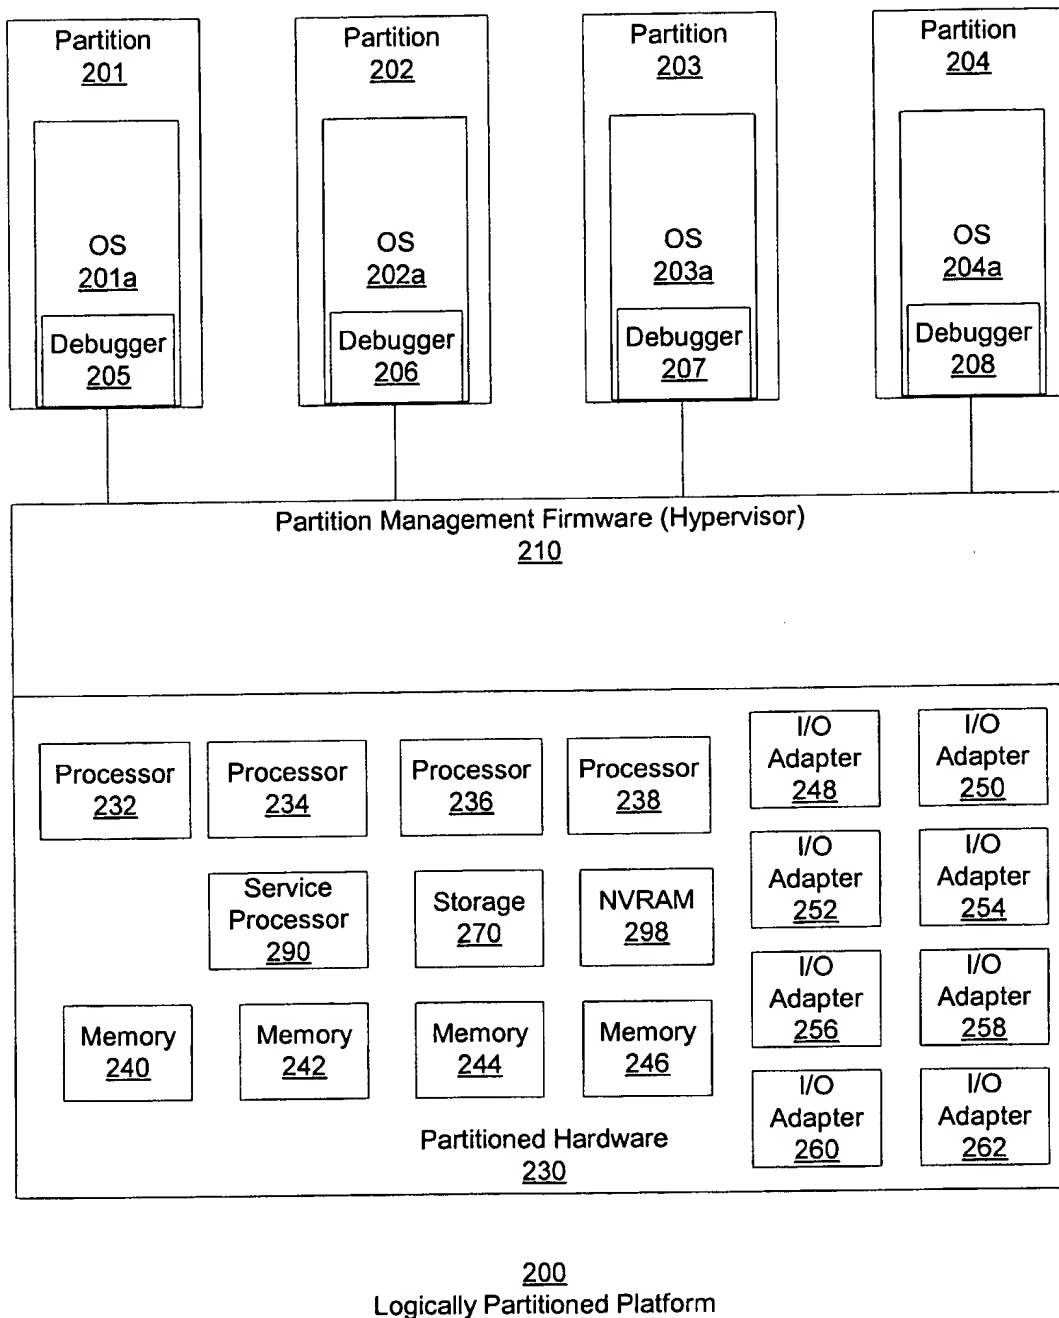 Partition
201
Partition
202
Partition
203
Partition
204
OS
201a
OS
202a
OS
203a
OS
204a
Debugger
205
Debugger
206
Debugger
207
Debugger
208
Partition Management Firmware (Hypervisor)
210
Processor
232
Processor
234
Processor
236
Processor
238
I/O
Adapter
248
I/O
Adapter
250
Service
Processor
290
Storage
270
NVRAM
298
I/O
Adapter
252
I/O
Adapter
254
Memory
240
Memory
242
Memory
244
Memory
246
I/O
Adapter
256
I/O
Adapter
258
I/O
Adapter
260
I/O
Adapter
262
Partitioned Hardware
230
200
Logically Partitioned Platform